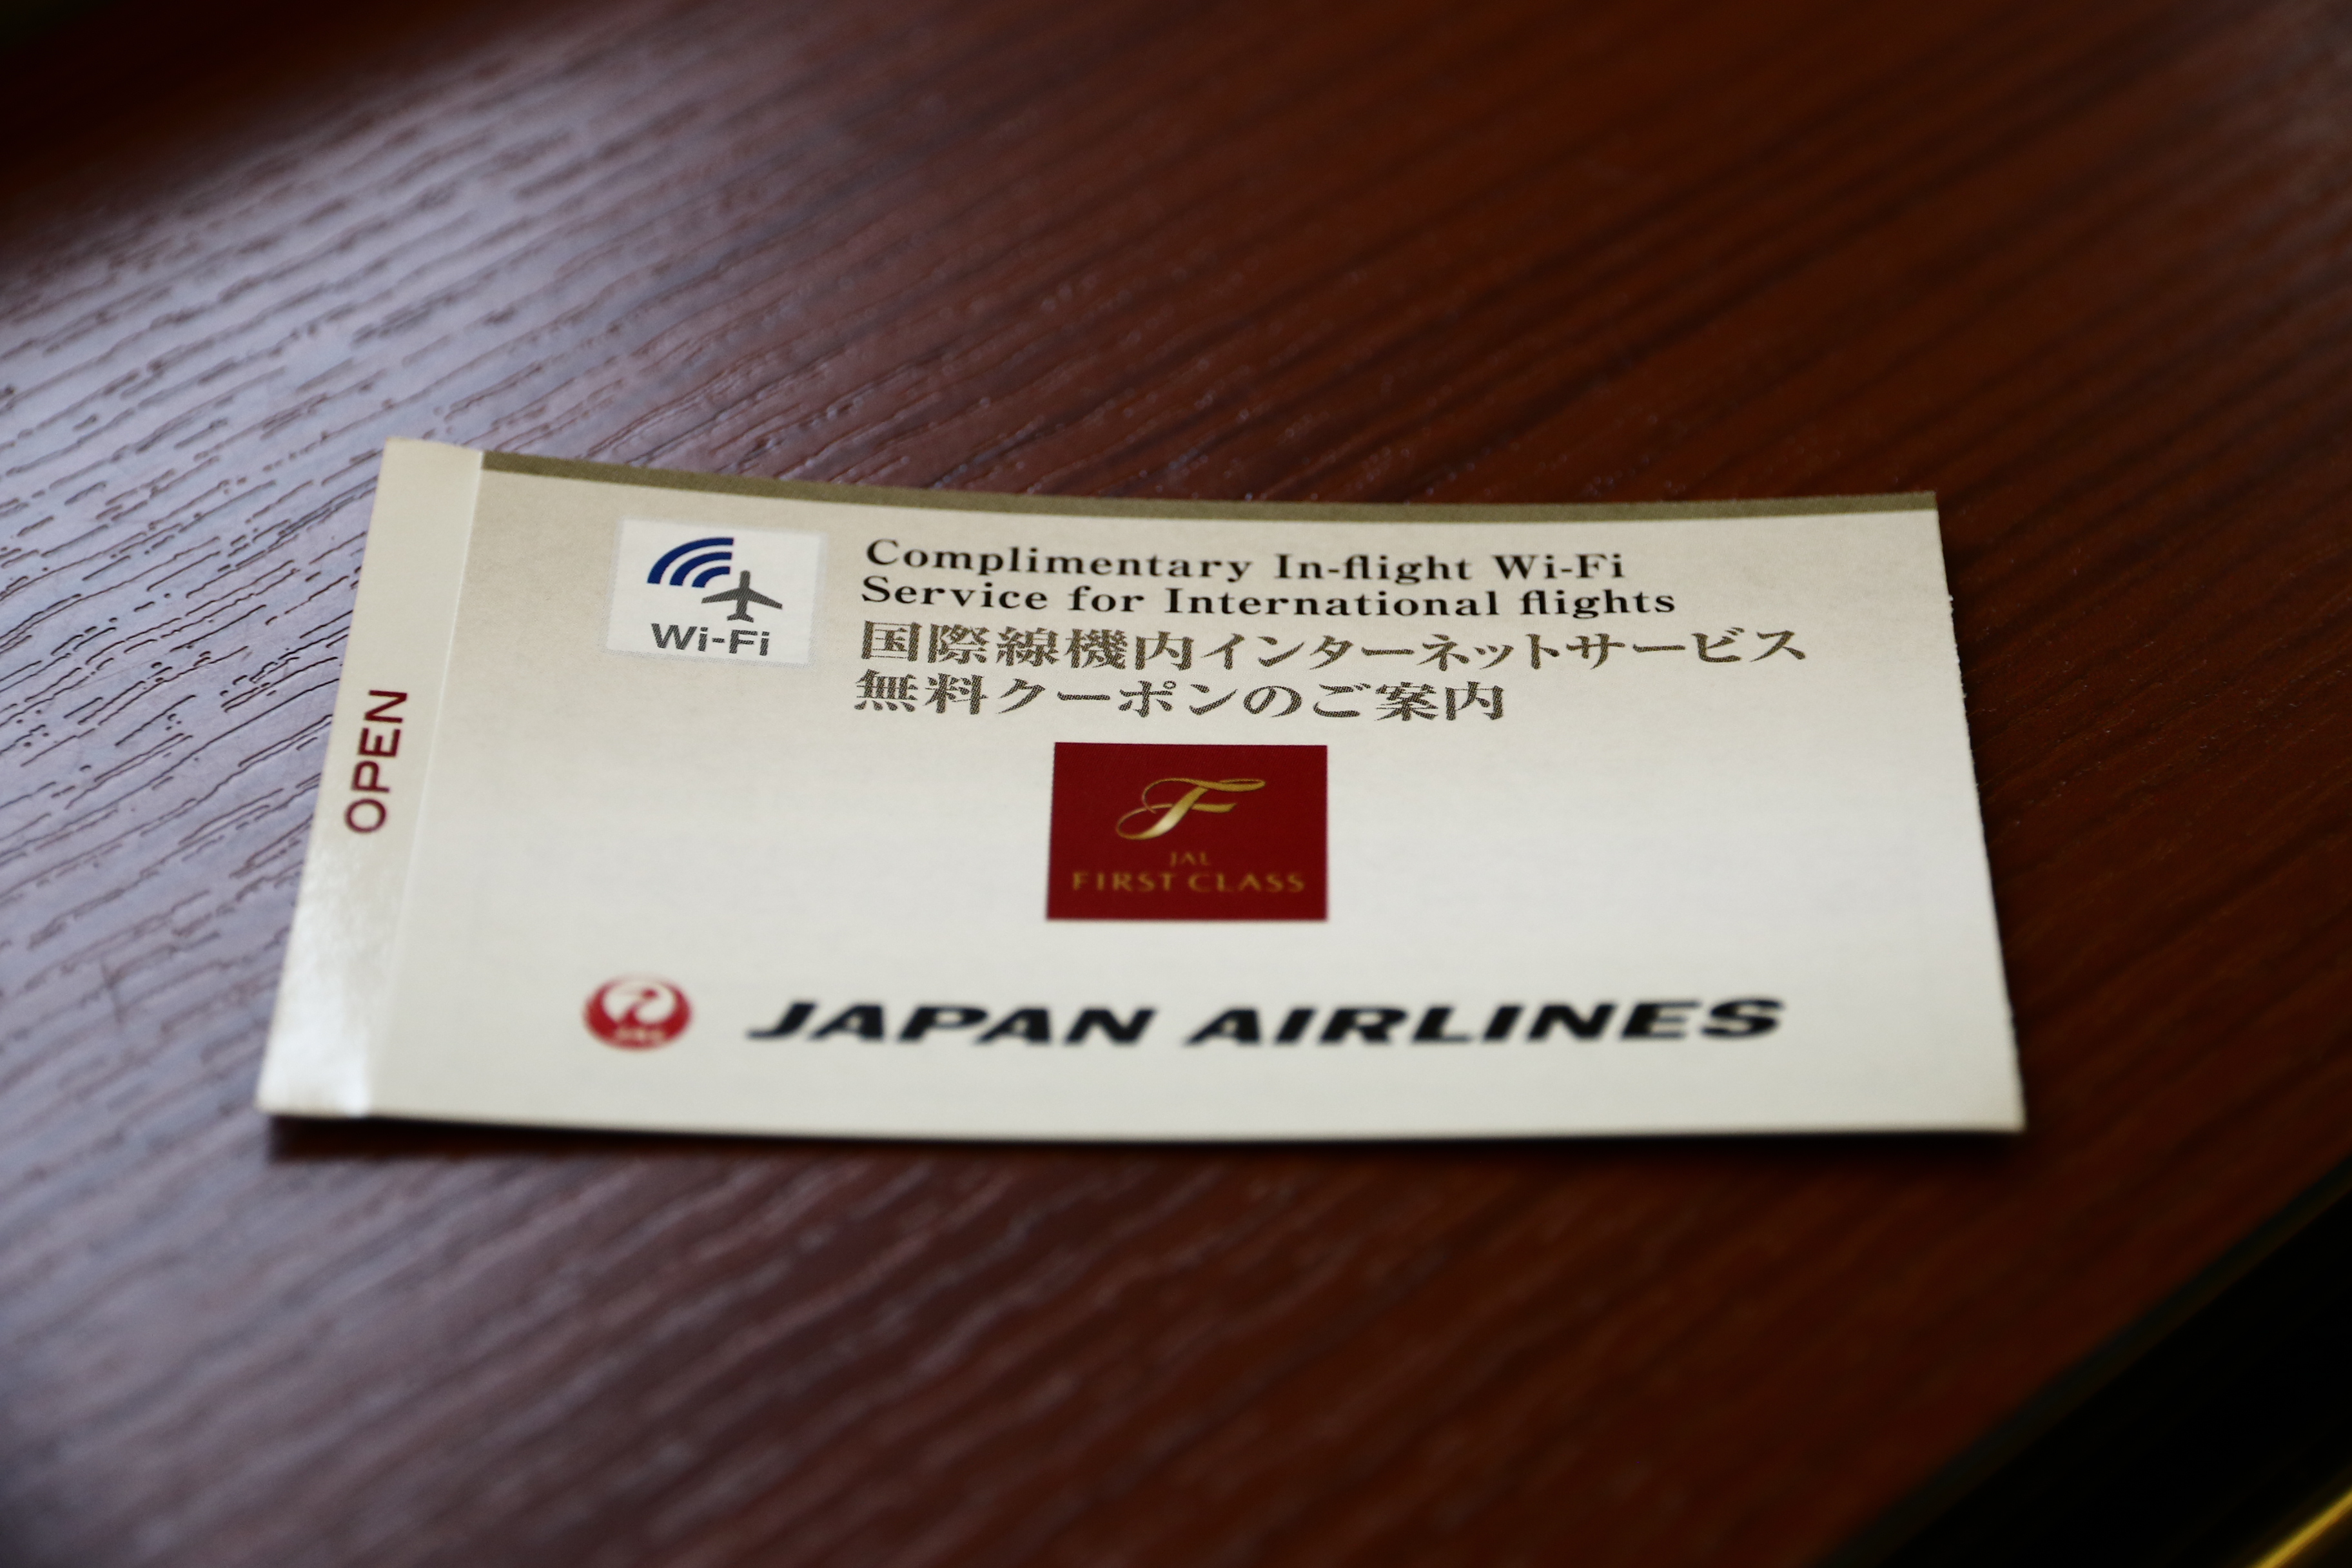 Wi-Fi
Complimentary In-flight Wi-Fi
Service for International flights
国際線機内インターネットサービス
無料クーポンのご案内
OPEN
F
JAL
FIRST CLASS
JAL
JAPAN AIRLINES